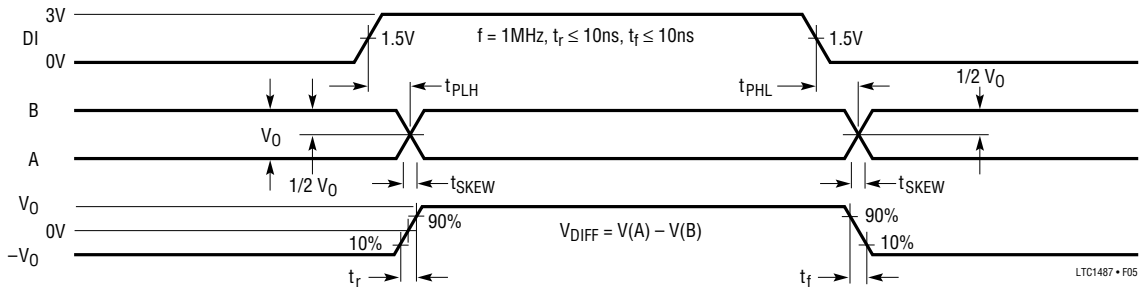 3V
DI
0V
1.5V
f = 1MHz, tr ≤ 10ns, tf ≤ 10ns
1.5V
tPLH
tPHL
1/2 VO
B
VO
A
1/2 VO
tSKEW
tSKEW
VO
0V
–VO
90%
10%
VDIFF = V(A) – V(B)
90%
10%
tr
tf
LTC1487 • F05